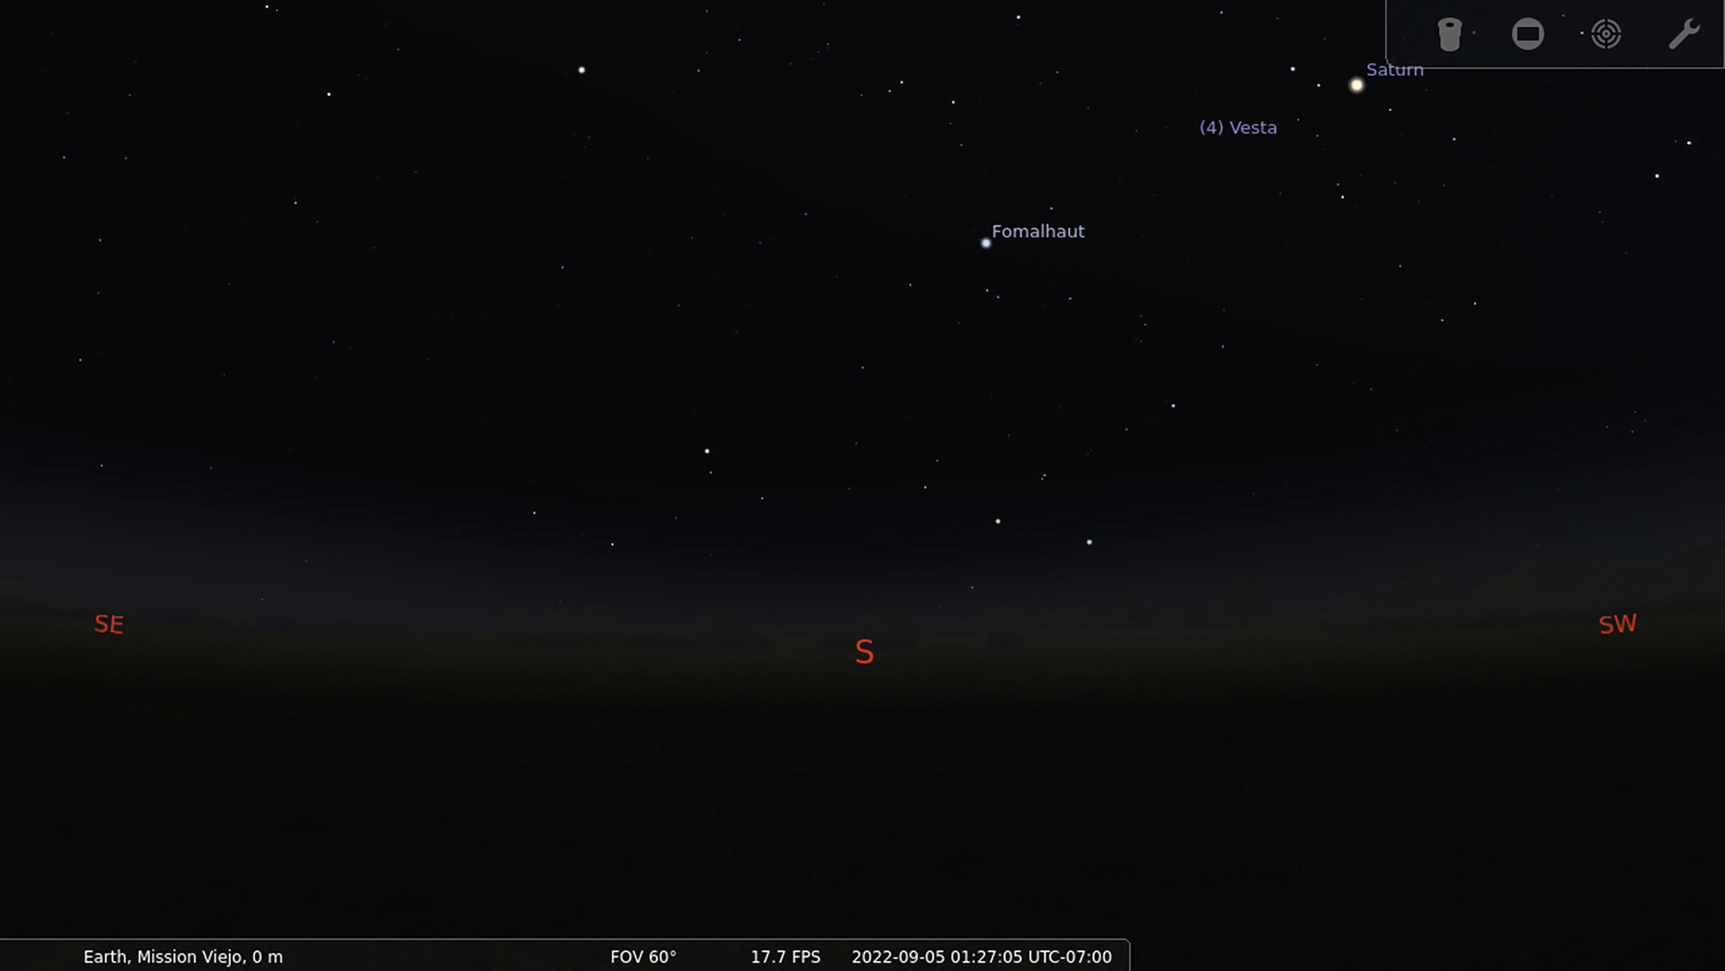 Saturn
(4) Vesta
Fomalhaut
SE
S
SW
Earth, Mission Viejo, 0 m FOV 60° 17.7 FPS 2022-09-05 01:27:05 UTC-07:00